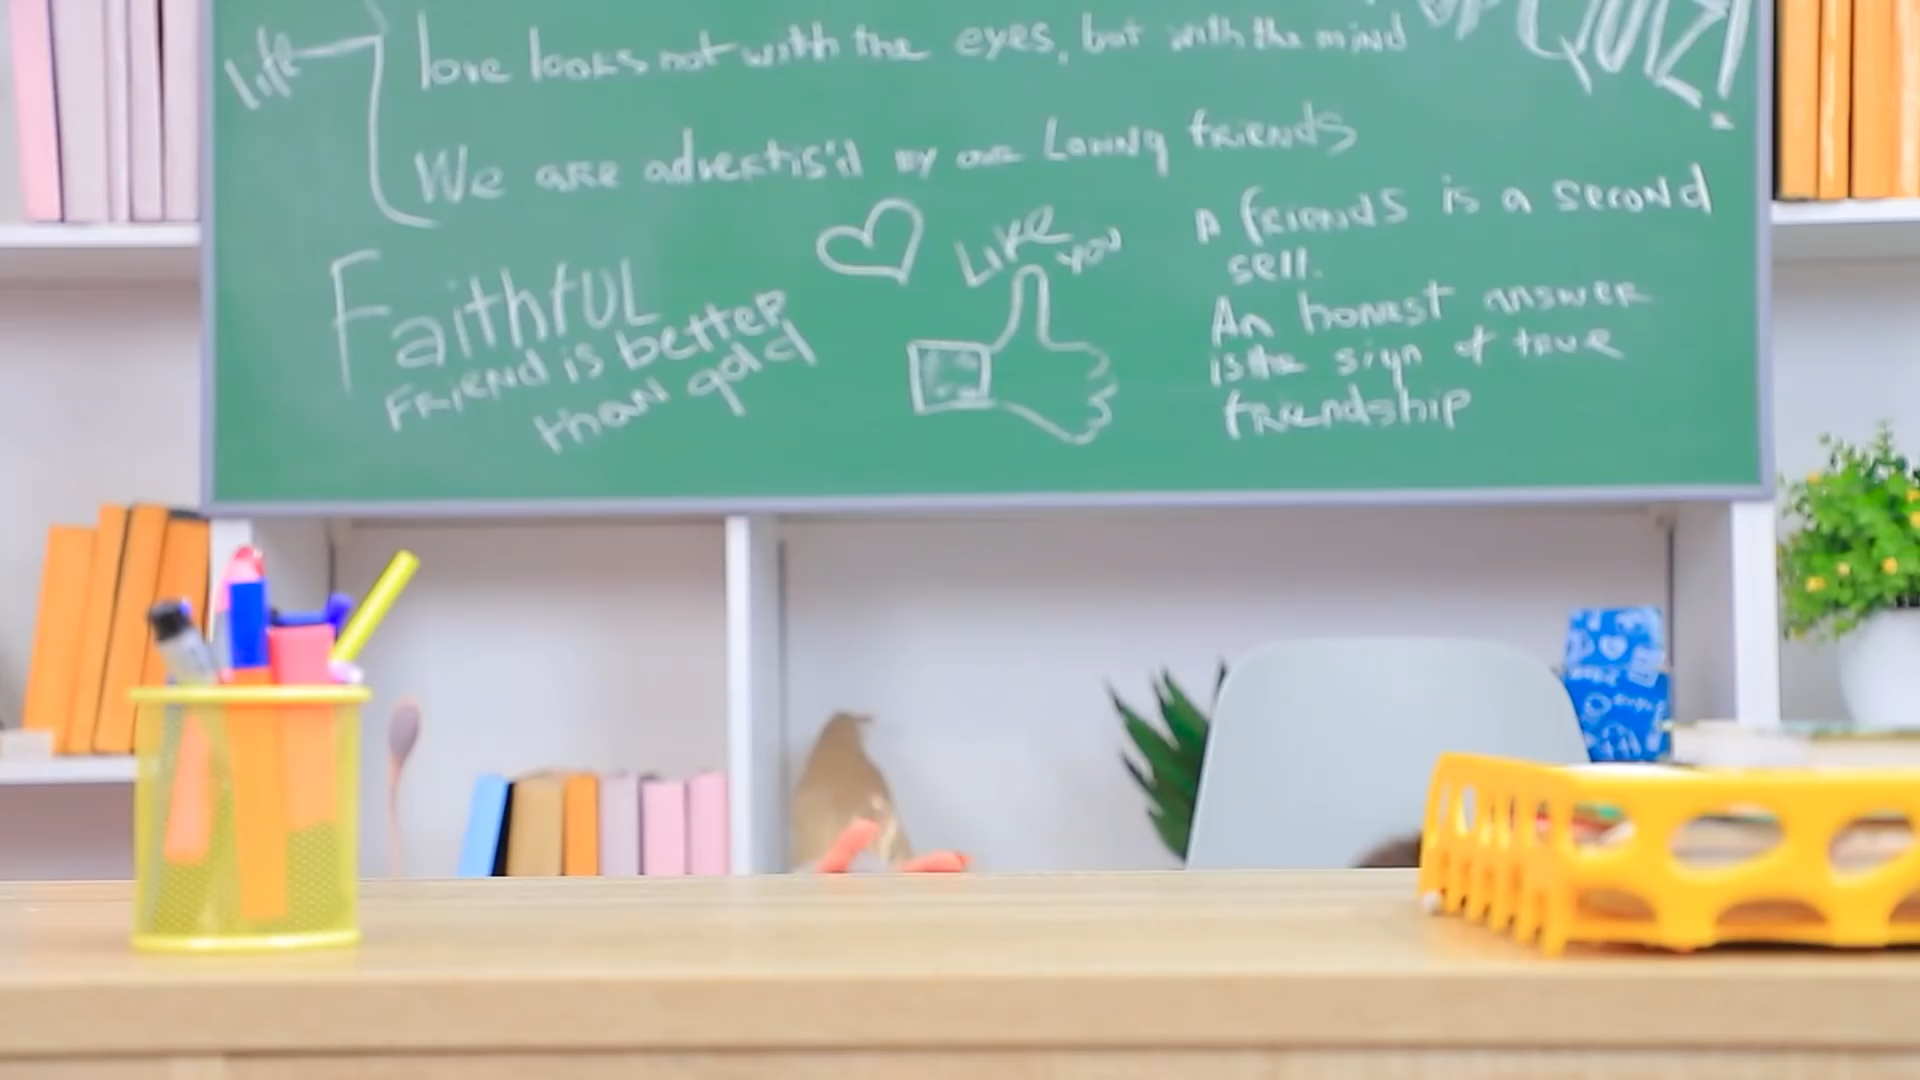 life
love looks not with the eyes, but with the mind
of QUIZ!
We are advertis'd by our Loving friends
Like
you
Faithful
Friend is better
than gold
A friends is a second
sell.
An honest answer
is the sign of true
friendship